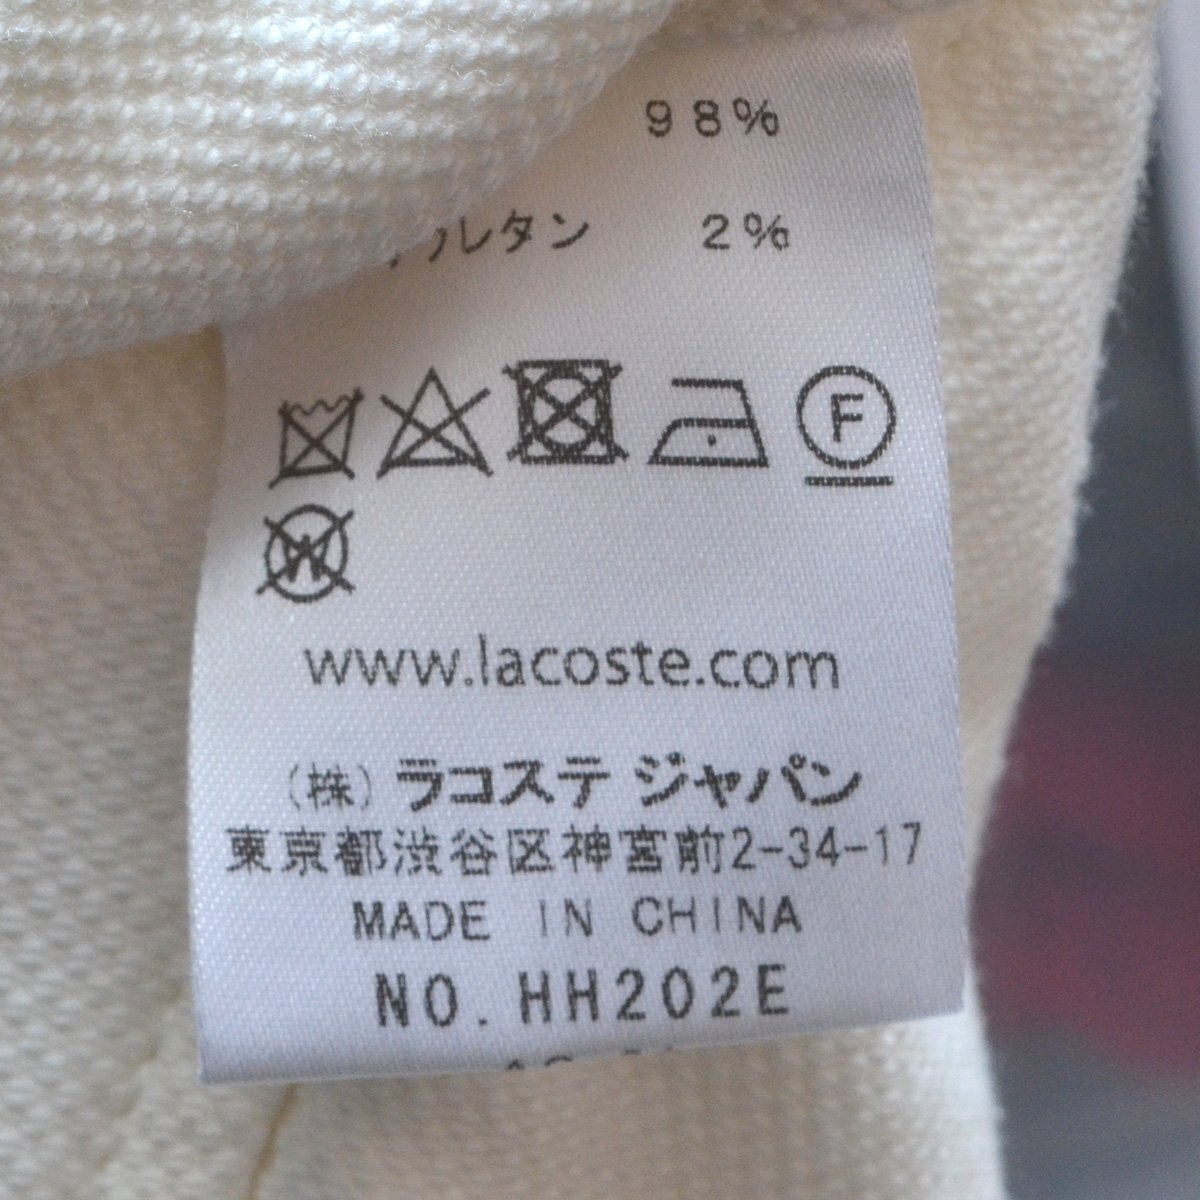 98%
ウレタン 2%
F
W
www.lacoste.com
(株) ラコステ ジャパン
東京都渋谷区神宮前2-34-17
MADE IN CHINA
NO. HH202E